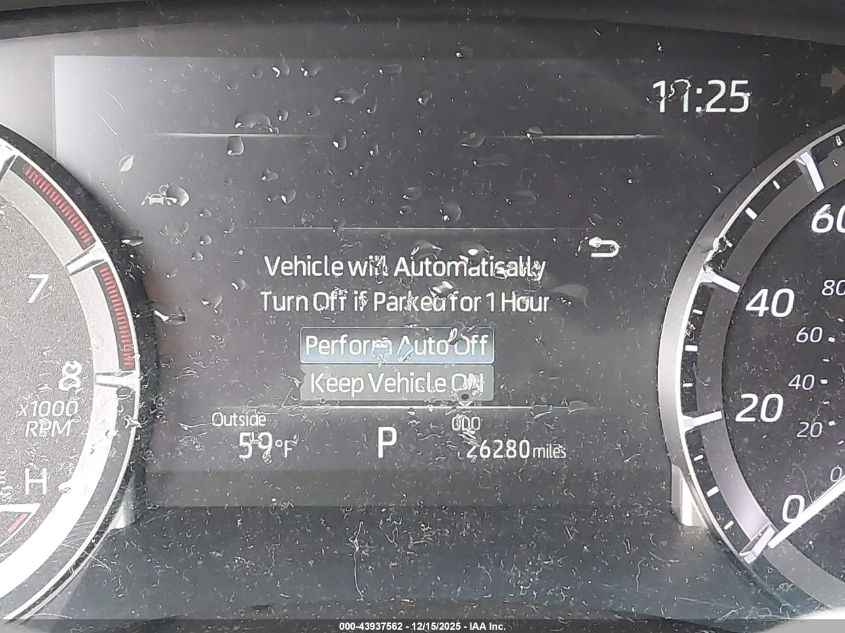 11:25
Vehicle will Automatically
Turn Off if Parked for 1 Hour
Perform Auto Off
Keep Vehicle ON
Outside
59°F
P
ODO
26280 miles
7
8
x1000
RPM
H
60
40
20
0
80
60
40
20
0
000-43937562 - 12/15/2025 - IAA Inc.